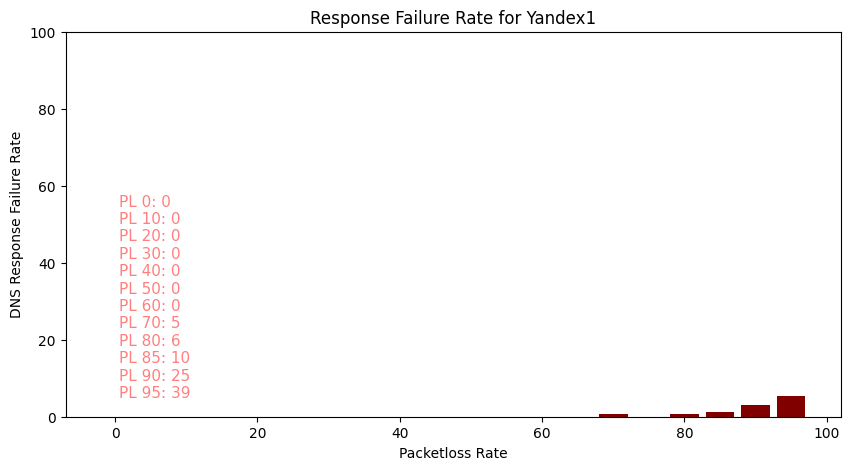 Response Failure Rate for Yandex1
100
80
60
40
20
0
DNS Response Failure Rate
PL 0: 0
PL 10: 0
PL 20: 0
PL 30: 0
PL 40: 0
PL 50: 0
PL 60: 0
PL 70: 5
PL 80: 6
PL 85: 10
PL 90: 25
PL 95: 39
0 20 40 60 80 100
Packetloss Rate